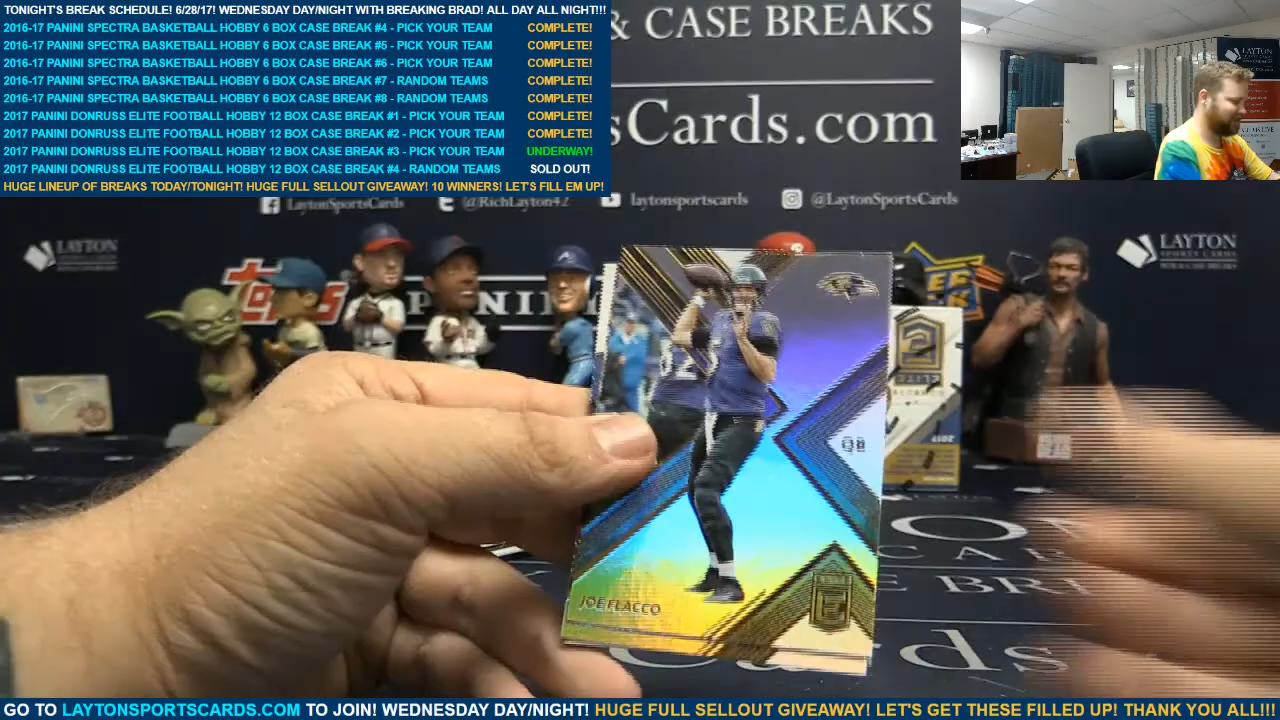 TONIGHT'S BREAK SCHEDULE! 6/28/17! WEDNESDAY DAY/NIGHT WITH BREAKING BRAD! ALL DAY ALL NIGHT!!!
2016-17 PANINI SPECTRA BASKETBALL HOBBY 6 BOX CASE BREAK #4 - PICK YOUR TEAM COMPLETE!
2016-17 PANINI SPECTRA BASKETBALL HOBBY 6 BOX CASE BREAK #5 - PICK YOUR TEAM COMPLETE!
2016-17 PANINI SPECTRA BASKETBALL HOBBY 6 BOX CASE BREAK #6 - PICK YOUR TEAM COMPLETE!
2016-17 PANINI SPECTRA BASKETBALL HOBBY 6 BOX CASE BREAK #7 - RANDOM TEAMS COMPLETE!
2016-17 PANINI SPECTRA BASKETBALL HOBBY 6 BOX CASE BREAK #8 - RANDOM TEAMS COMPLETE!
2017 PANINI DONRUSS ELITE FOOTBALL HOBBY 12 BOX CASE BREAK #1 - PICK YOUR TEAM COMPLETE!
2017 PANINI DONRUSS ELITE FOOTBALL HOBBY 12 BOX CASE BREAK #2 - PICK YOUR TEAM COMPLETE!
2017 PANINI DONRUSS ELITE FOOTBALL HOBBY 12 BOX CASE BREAK #3 - PICK YOUR TEAM UNDERWAY!
2017 PANINI DONRUSS ELITE FOOTBALL HOBBY 12 BOX CASE BREAK #4 - RANDOM TEAMS SOLD OUT!
HUGE LINEUP OF BREAKS TODAY/TONIGHT! HUGE FULL SELLOUT GIVEAWAY! 10 WINNERS! LET'S FILL EM UP!
& CASE BREAKS
sCards.com
LaytonSportsCards @RichLayton42 laytonsportscards @LaytonSportsCards
LAYTON
LAYTON
LAYTON
topps
PANINI
QB
ELITE
2017
E
JOE FLACCO
Cards
GO TO LAYTONSPORTSCARDS.COM TO JOIN! WEDNESDAY DAY/NIGHT! HUGE FULL SELLOUT GIVEAWAY! LET'S GET THESE FILLED UP! THANK YOU ALL!!!